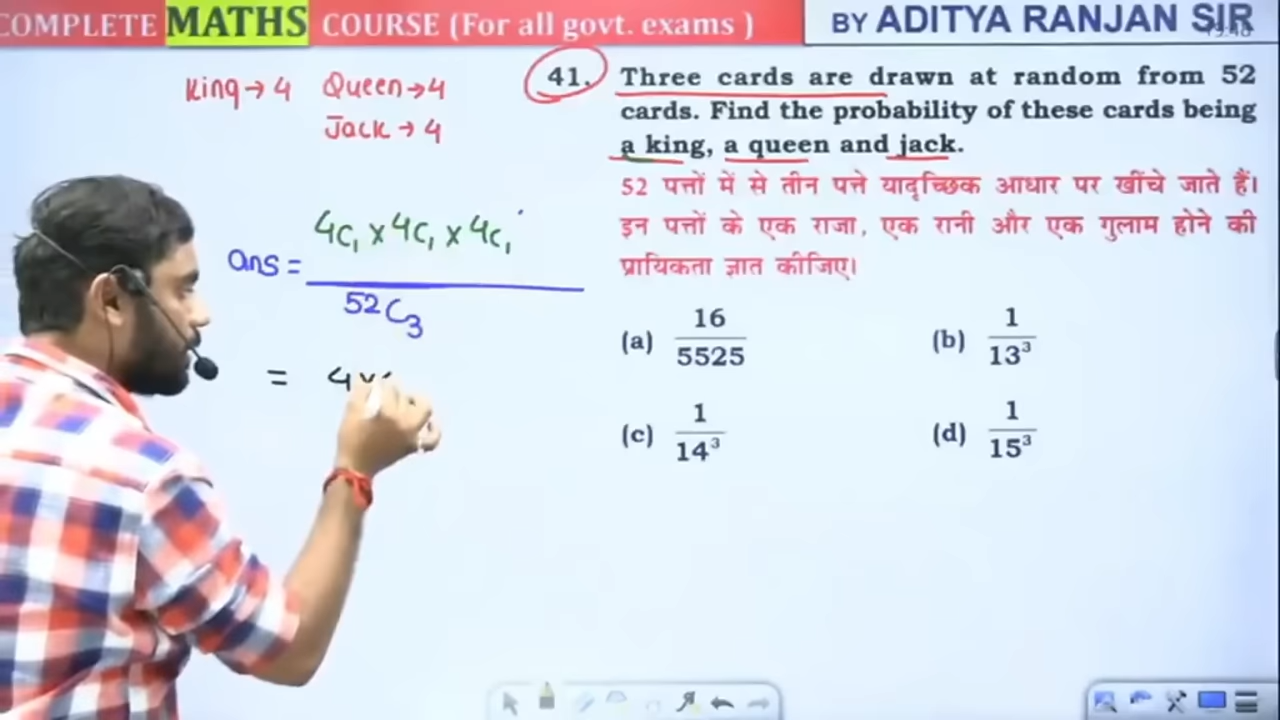 COMPLETE MATHS COURSE (For all govt. exams )
BY ADITYA RANJAN SIR
King→4 Queen→4
Jack→4
41. Three cards are drawn at random from 52
cards. Find the probability of these cards being
a king, a queen and jack.
52 पत्तों में से तीन पत्ते यादृच्छिक आधार पर खींचे जाते हैं।
इन पत्तों के एक राजा, एक रानी और एक गुलाम होने की
प्रायिकता ज्ञात कीजिए।
ans = 4C₁ × 4C₁ × 4C₁
52C₃
= 4×
(a) 16/5525 (b) 1/13³
(c) 1/14³ (d) 1/15³